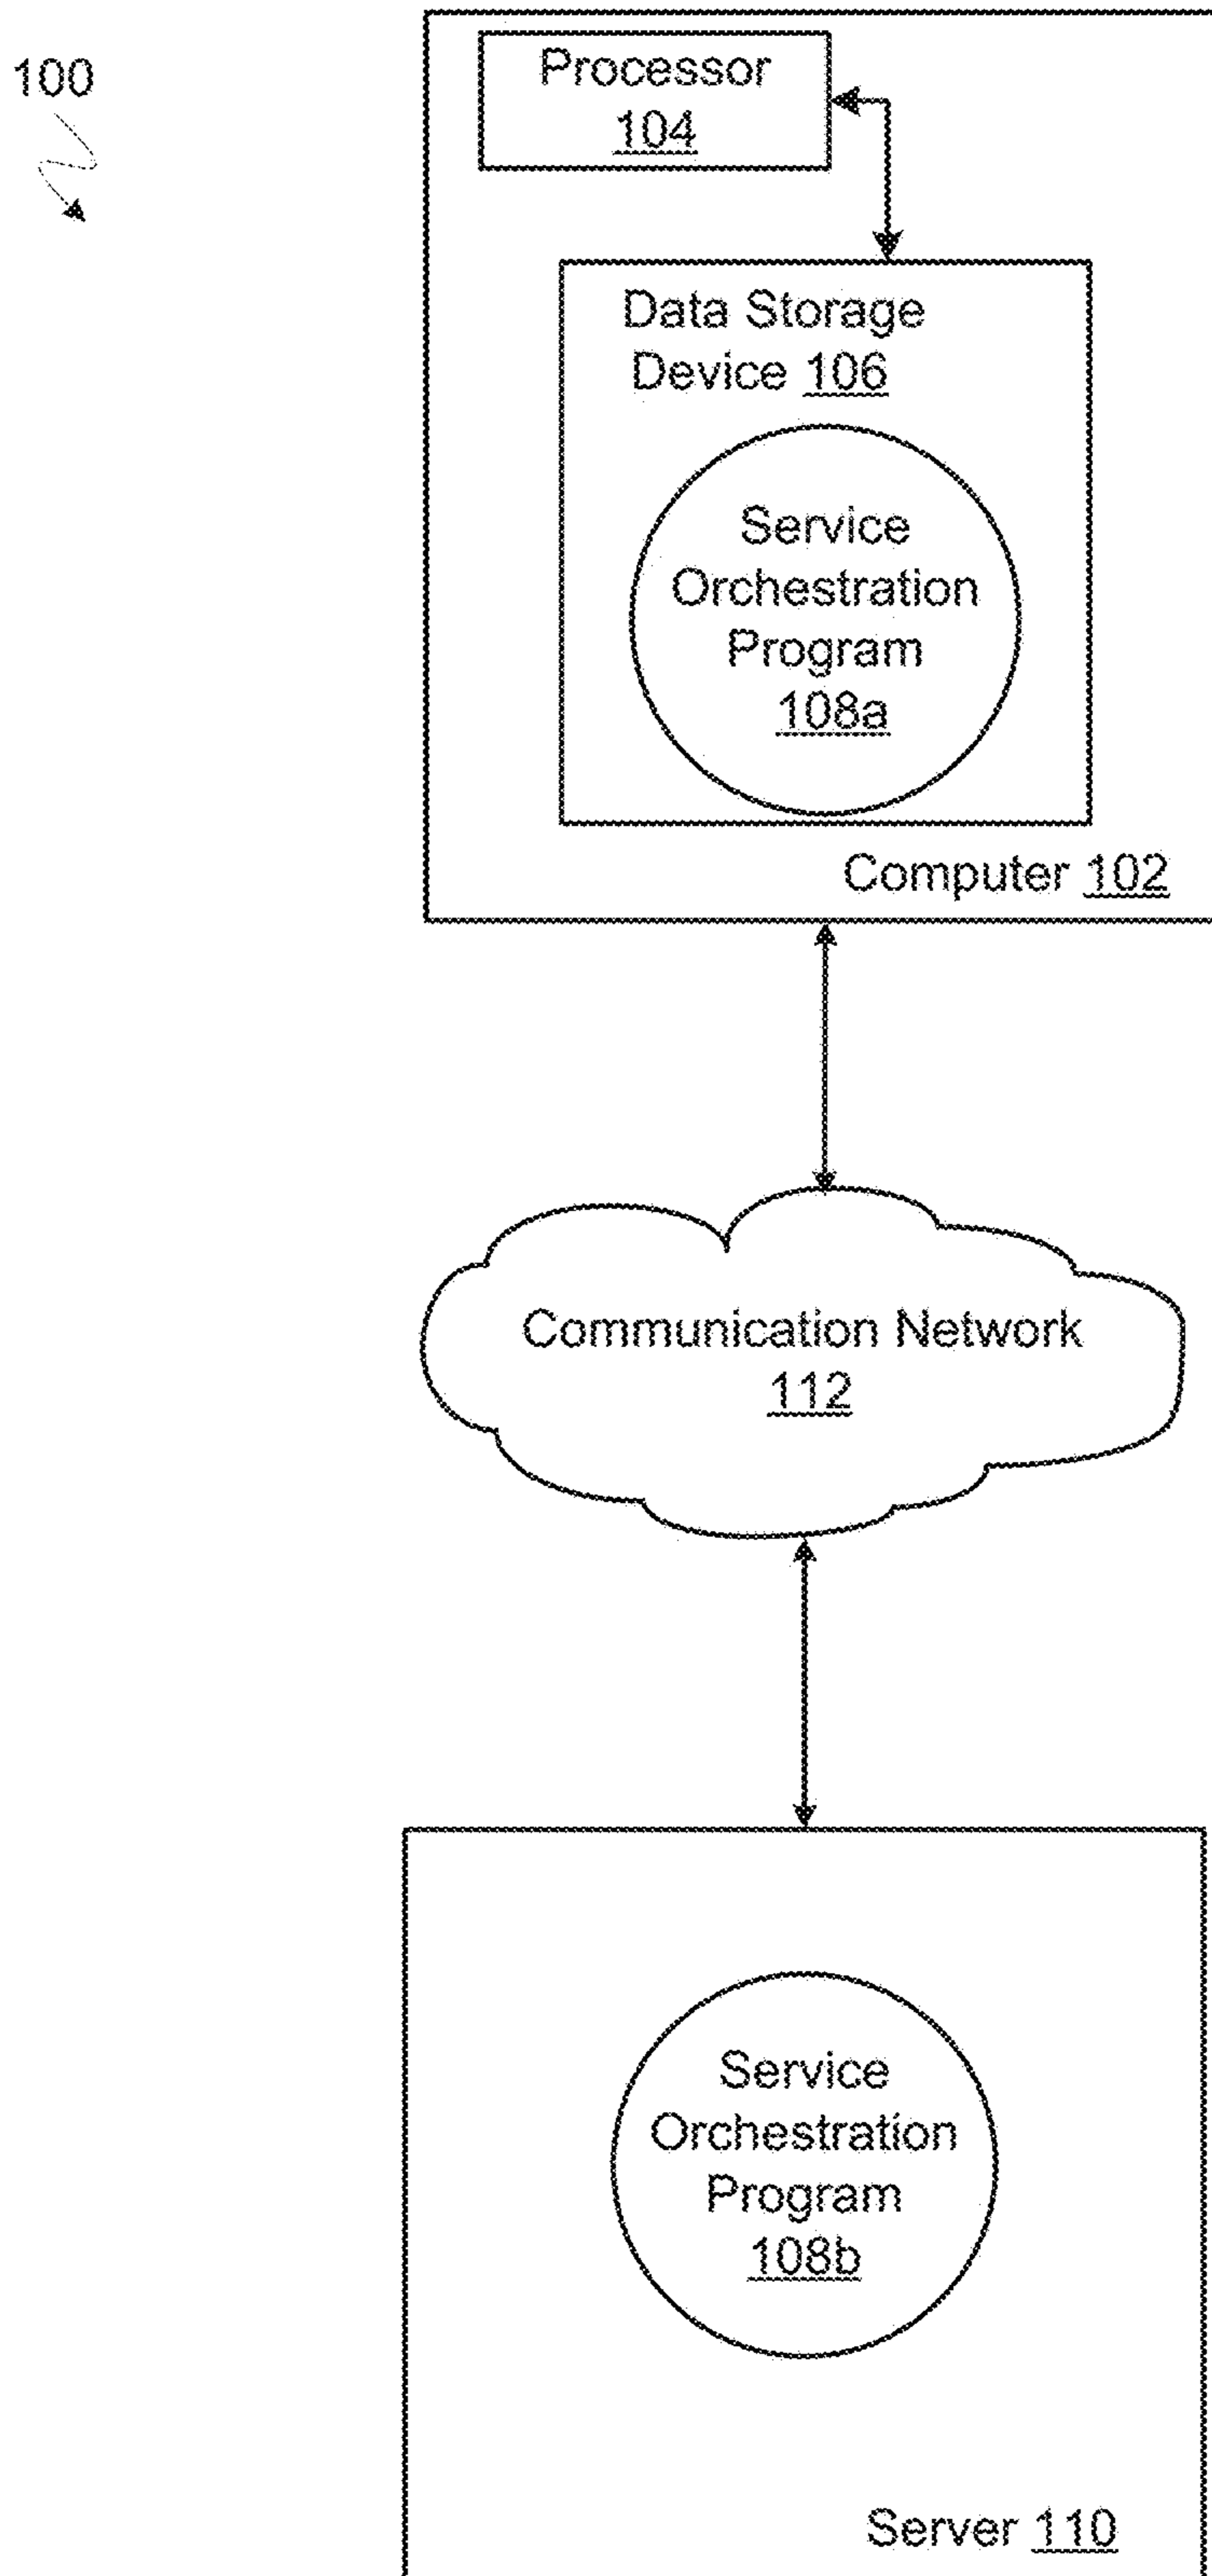 100
Processor
104
Data Storage
Device 106
Service
Orchestration
Program
108a
Computer 102
Communication Network
112
Service
Orchestration
Program
108b
Server 110